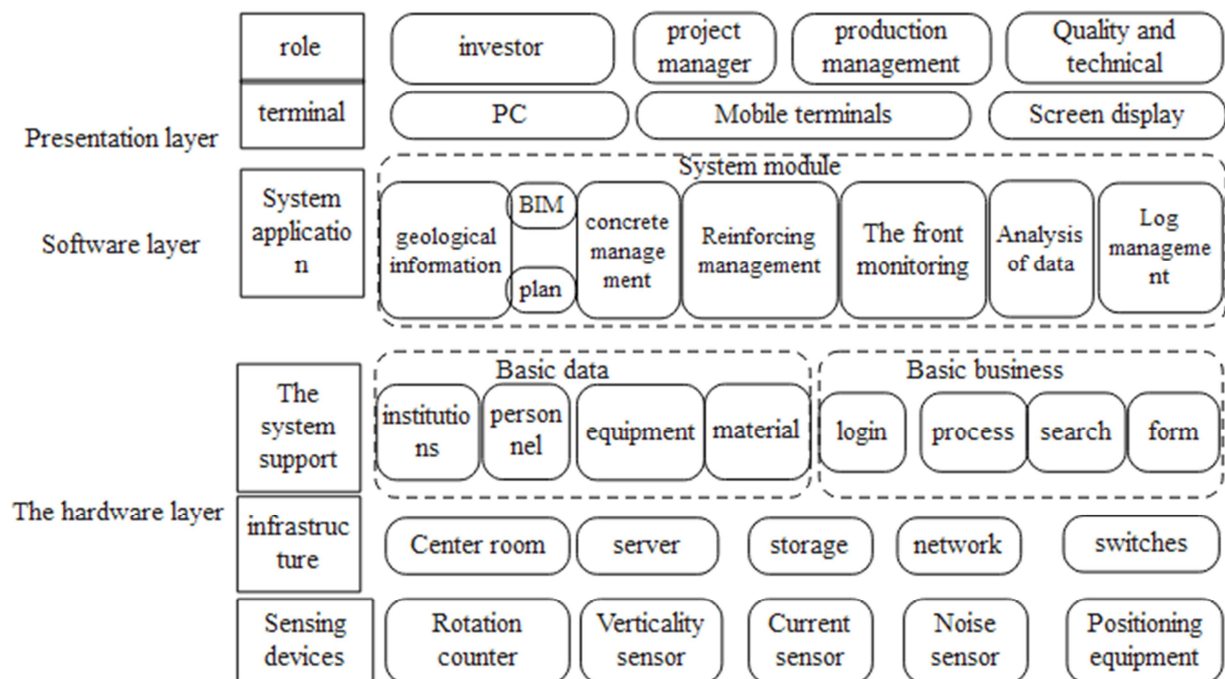 role
investor
project
manager
production
management
Quality and
technical
Presentation layer
terminal
PC
Mobile terminals
Screen display
Software layer
System
applicatio
n
System module
geological
information
BIM
plan
concrete
manage
ment
Reinforcing
management
The front
monitoring
Analysis
of data
Log
manageme
nt
The hardware layer
The
system
support
Basic data
institutio
ns
person
nel
equipment
material
Basic business
login
process
search
form
infrastruc
ture
Center room
server
storage
network
switches
Sensing
devices
Rotation
counter
Verticality
sensor
Current
sensor
Noise
sensor
Positioning
equipment